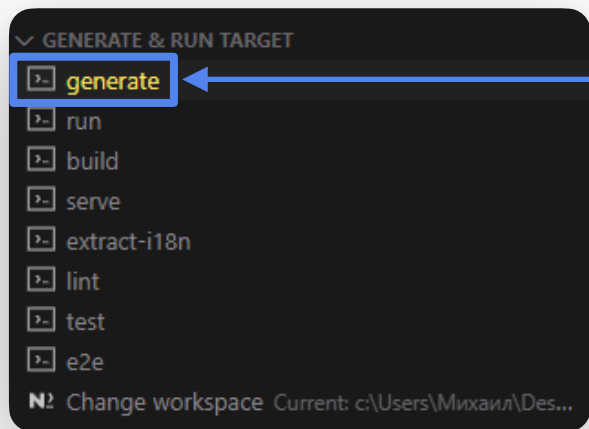 GENERATE & RUN TARGET
generate
run
build
serve
extract-i18n
lint
test
e2e
Change workspace Current: c:\Users\Михаил\Des...